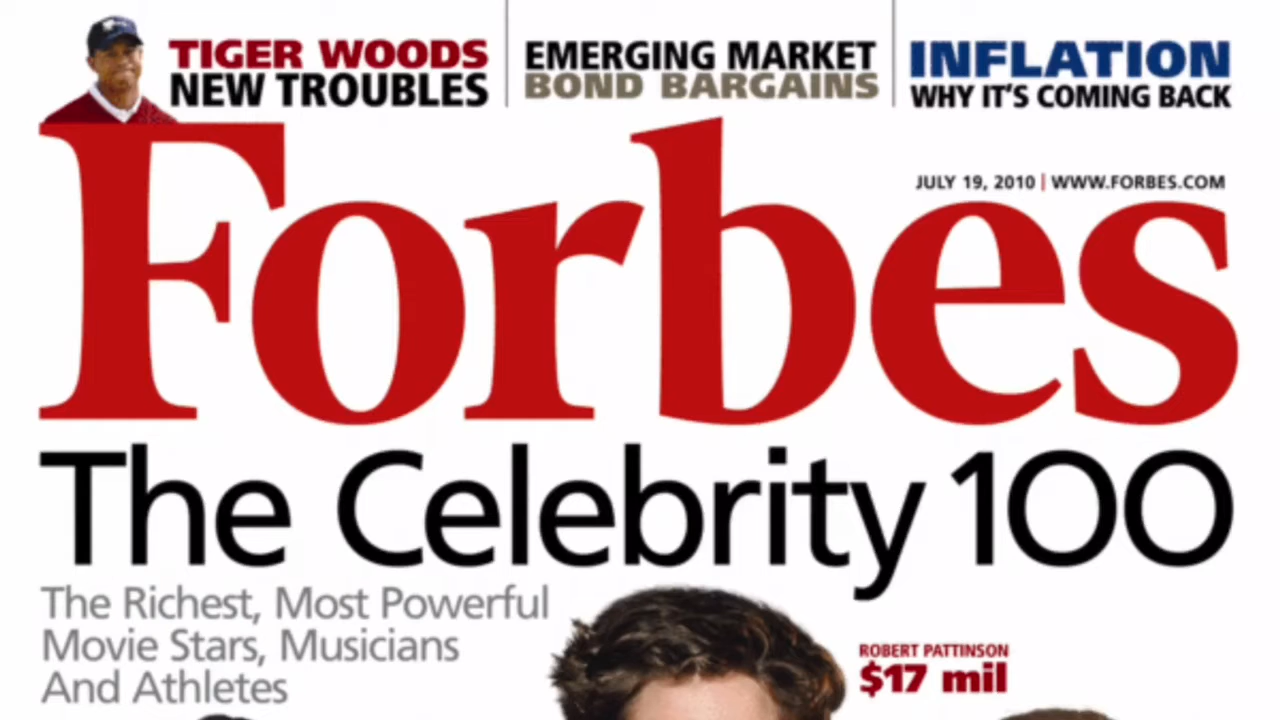 TIGER WOODS
NEW TROUBLES
EMERGING MARKET
BOND BARGAINS
INFLATION
WHY IT'S COMING BACK
JULY 19, 2010 | WWW.FORBES.COM
Forbes
The Celebrity 100
The Richest, Most Powerful
Movie Stars, Musicians
And Athletes
ROBERT PATTINSON
$17 mil